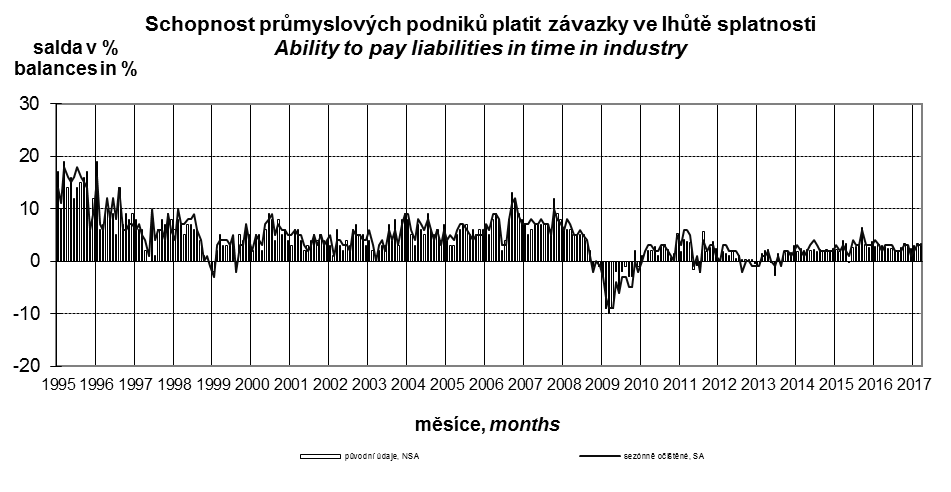 Schopnost průmyslových podniků platit závazky ve lhůtě splatnosti
Ability to pay liabilities in time in industry
salda v %
balances in %
30
20
10
0
-10
-20
1995 1996 1997 1998 1999 2000 2001 2002 2003 2004 2005 2006 2007 2008 2009 2010 2011 2012 2013 2014 2015 2016 2017
měsíce, months
původní údaje, NSA
sezónně očištěné, SA